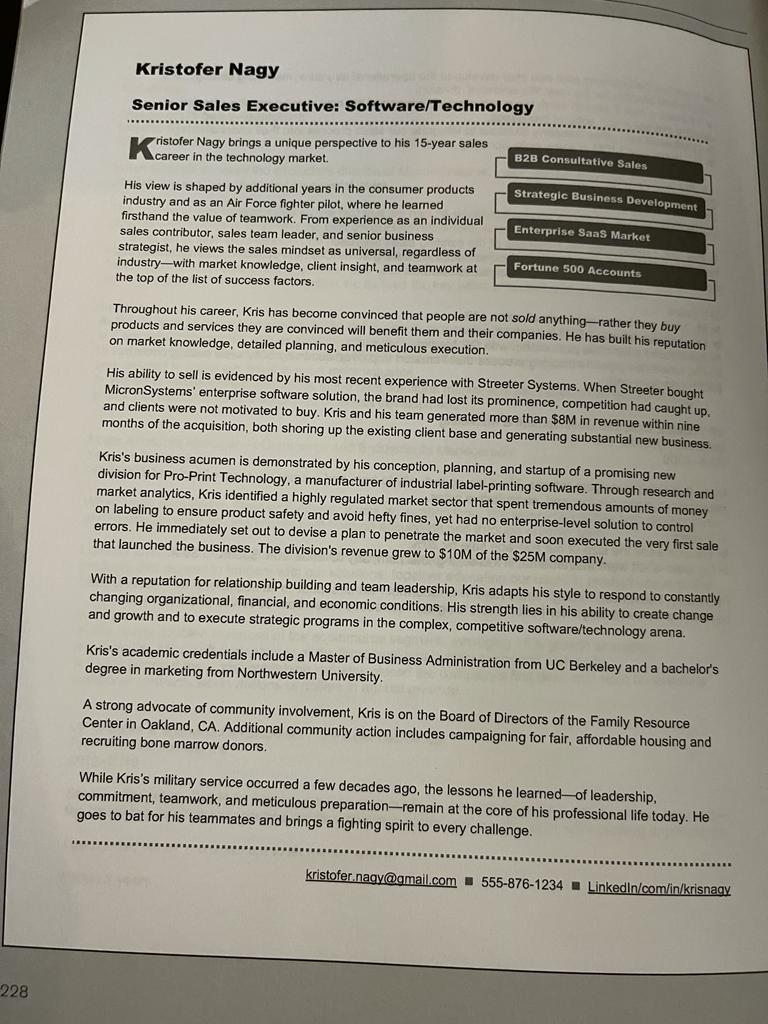 Kristofer Nagy
Senior Sales Executive: Software/Technology
Kristofer Nagy brings a unique perspective to his 15-year sales
career in the technology market.
B2B Consultative Sales
Strategic Business Development
Enterprise SaaS Market
Fortune 500 Accounts
His view is shaped by additional years in the consumer products
industry and as an Air Force fighter pilot, where he learned
firsthand the value of teamwork. From experience as an individual
sales contributor, sales team leader, and senior business
strategist, he views the sales mindset as universal, regardless of
industry—with market knowledge, client insight, and teamwork at
the top of the list of success factors.
Throughout his career, Kris has become convinced that people are not sold anything—rather they buy
products and services they are convinced will benefit them and their companies. He has built his reputation
on market knowledge, detailed planning, and meticulous execution.
His ability to sell is evidenced by his most recent experience with Streeter Systems. When Streeter bought
MicronSystems' enterprise software solution, the brand had lost its prominence, competition had caught up,
and clients were not motivated to buy. Kris and his team generated more than $8M in revenue within nine
months of the acquisition, both shoring up the existing client base and generating substantial new business.
Kris's business acumen is demonstrated by his conception, planning, and startup of a promising new
division for Pro-Print Technology, a manufacturer of industrial label-printing software. Through research and
market analytics, Kris identified a highly regulated market sector that spent tremendous amounts of money
on labeling to ensure product safety and avoid hefty fines, yet had no enterprise-level solution to control
errors. He immediately set out to devise a plan to penetrate the market and soon executed the very first sale
that launched the business. The division's revenue grew to $10M of the $25M company.
With a reputation for relationship building and team leadership, Kris adapts his style to respond to constantly
changing organizational, financial, and economic conditions. His strength lies in his ability to create change
and growth and to execute strategic programs in the complex, competitive software/technology arena.
Kris's academic credentials include a Master of Business Administration from UC Berkeley and a bachelor's
degree in marketing from Northwestern University.
A strong advocate of community involvement, Kris is on the Board of Directors of the Family Resource
Center in Oakland, CA. Additional community action includes campaigning for fair, affordable housing and
recruiting bone marrow donors.
While Kris's military service occurred a few decades ago, the lessons he learned—of leadership,
commitment, teamwork, and meticulous preparation—remain at the core of his professional life today. He
goes to bat for his teammates and brings a fighting spirit to every challenge.
kristofer.nagy@gmail.com ■ 555-876-1234 ■ LinkedIn/com/in/krisnagy
228